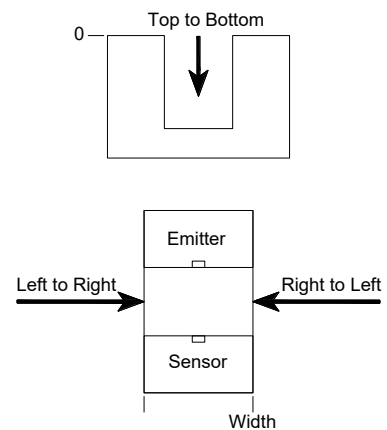 Top to Bottom
0
Emitter
Left to Right
Right to Left
Sensor
Width